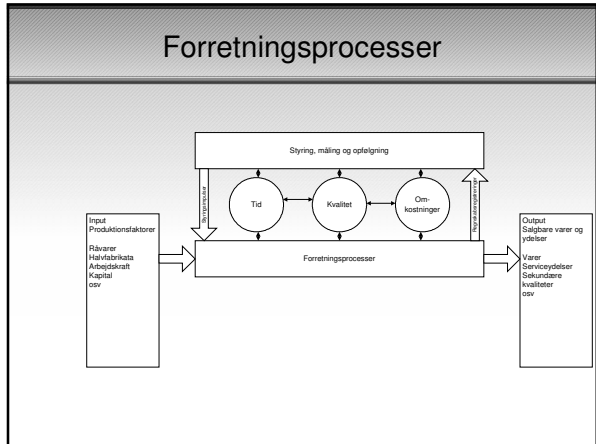 Forretningsprocesser
Styring, måling og opfølgning
Styringsimpulser
Tid
Kvalitet
Om-
kostninger
Input
Produktionsfaktorer
Råvarer
Halvfabrikata
Arbejdskraft
Kapital
osv
Forretningsprocesser
Output
Salgbare varer og
ydelser
Varer
Serviceydelser
Sekundære
kvaliteter
osv